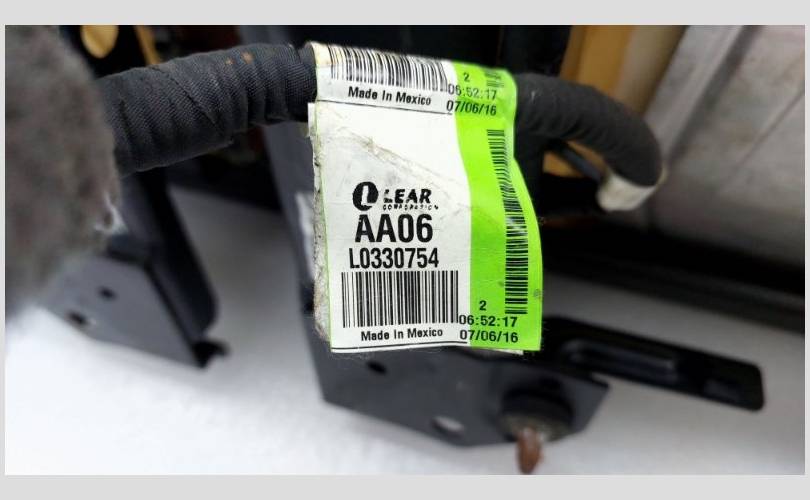 2
06:52:17
Made In Mexico
07/06/16
LEAR
CORPORATION
AA06
L0330754
2
06:52:17
Made In Mexico
07/06/16